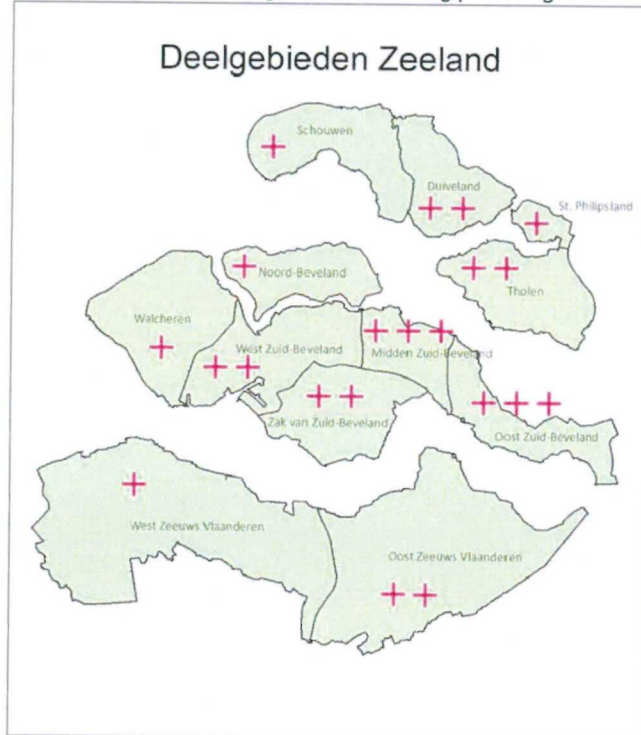 Deelgebieden Zeeland
Schouwen
Duiveland
St. Philipsland
Noord-Beveland
Tholen
Walcheren
West Zuid-Beveland
Midden Zuid-Beveland
Zak van Zuid-Beveland
Oost Zuid-Beveland
West Zeeuws Vlaanderen
Oost Zeeuws Vlaanderen